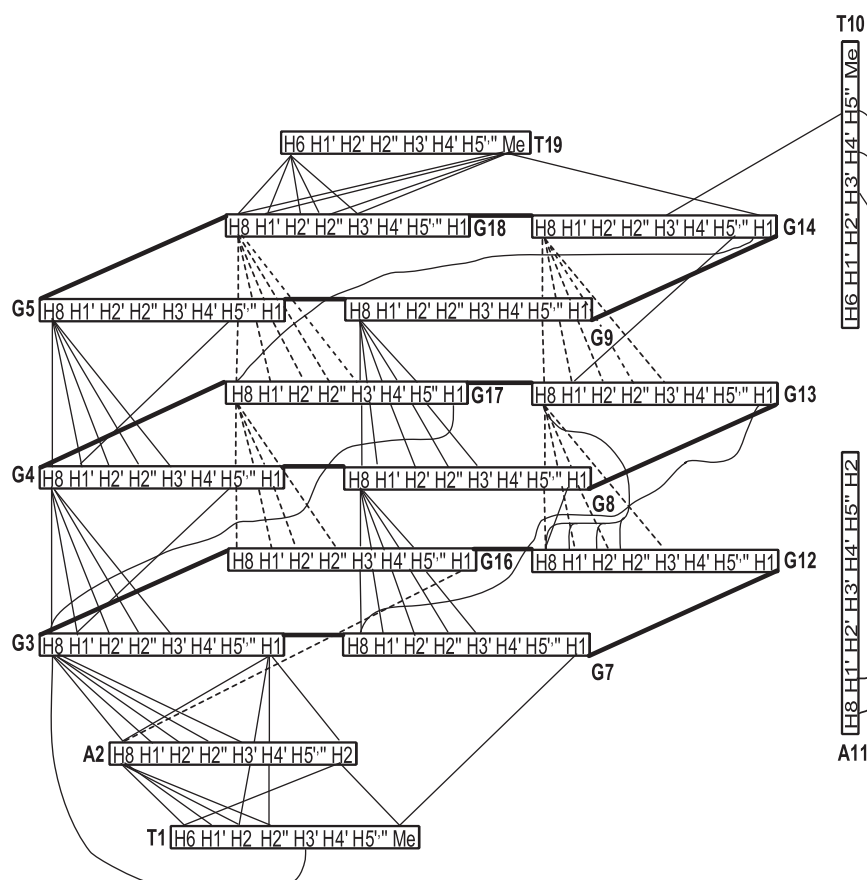 T10
H6 H1' H2' H3' H4' H5" Me
H6 H1' H2' H2" H3' H4' H5'," Me T19
H8 H1' H2' H2" H3' H4' H5'," H1 G18 H8 H1' H2' H2" H3' H4' H5'," H1 G14
G5 H8 H1' H2' H2" H3' H4' H5'," H1 H8 H1' H2' H2" H3' H4' H5'," H1 G9
H8 H1' H2' H2" H3' H4' H5" H1 G17 H8 H1' H2' H2" H3' H4' H5'," H1 G13
G4 H8 H1' H2' H2" H3' H4' H5'," H1 H8 H1' H2' H2" H3' H4' H5'," H1 G8
H8 H1' H2' H2" H3' H4' H5'," H1 G16 H8 H1' H2' H2" H3' H4' H5'," H1 G12
G3 H8 H1' H2' H2" H3' H4' H5'," H1 H8 H1' H2' H2" H3' H4' H5'," H1 G7
H8 H1' H2' H3' H4' H5" H2
A11
A2 H8 H1' H2' H2" H3' H4' H5'," H2
T1 H6 H1' H2 H2" H3' H4' H5'," Me